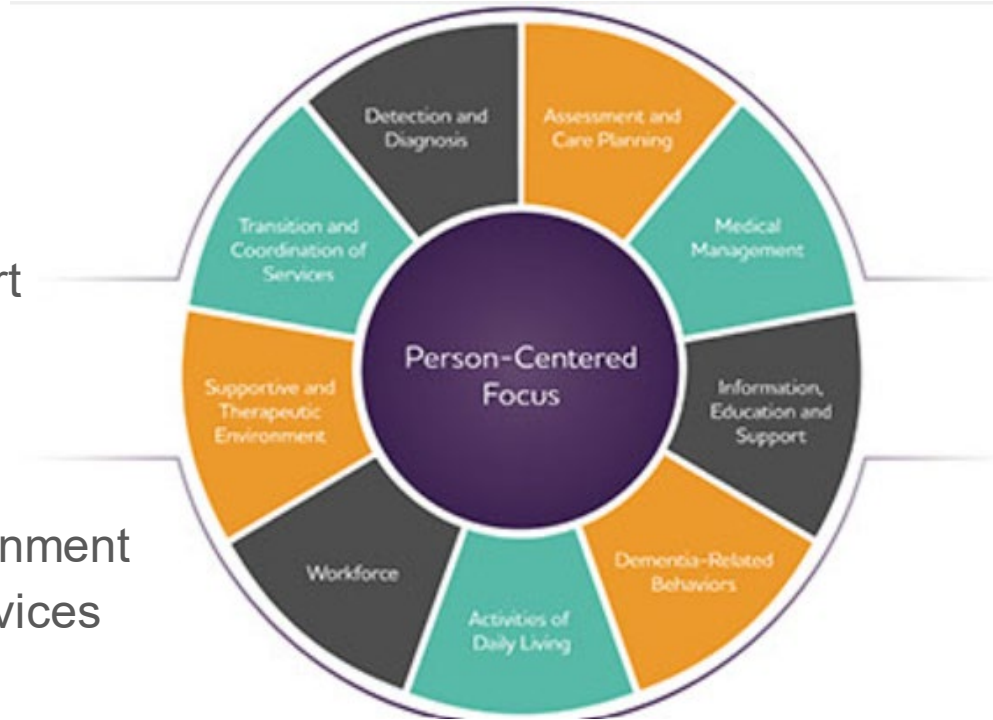 Detection and
Diagnosis
Assessment and
Care Planning
Transition and
Coordination of
Services
Medical
Management
rt
Person-Centered
Focus
Supportive and
Therapeutic
Environment
Information,
Education and
Support
nment
vices
Workforce
Dementia-Related
Behaviors
Activities of
Daily Living